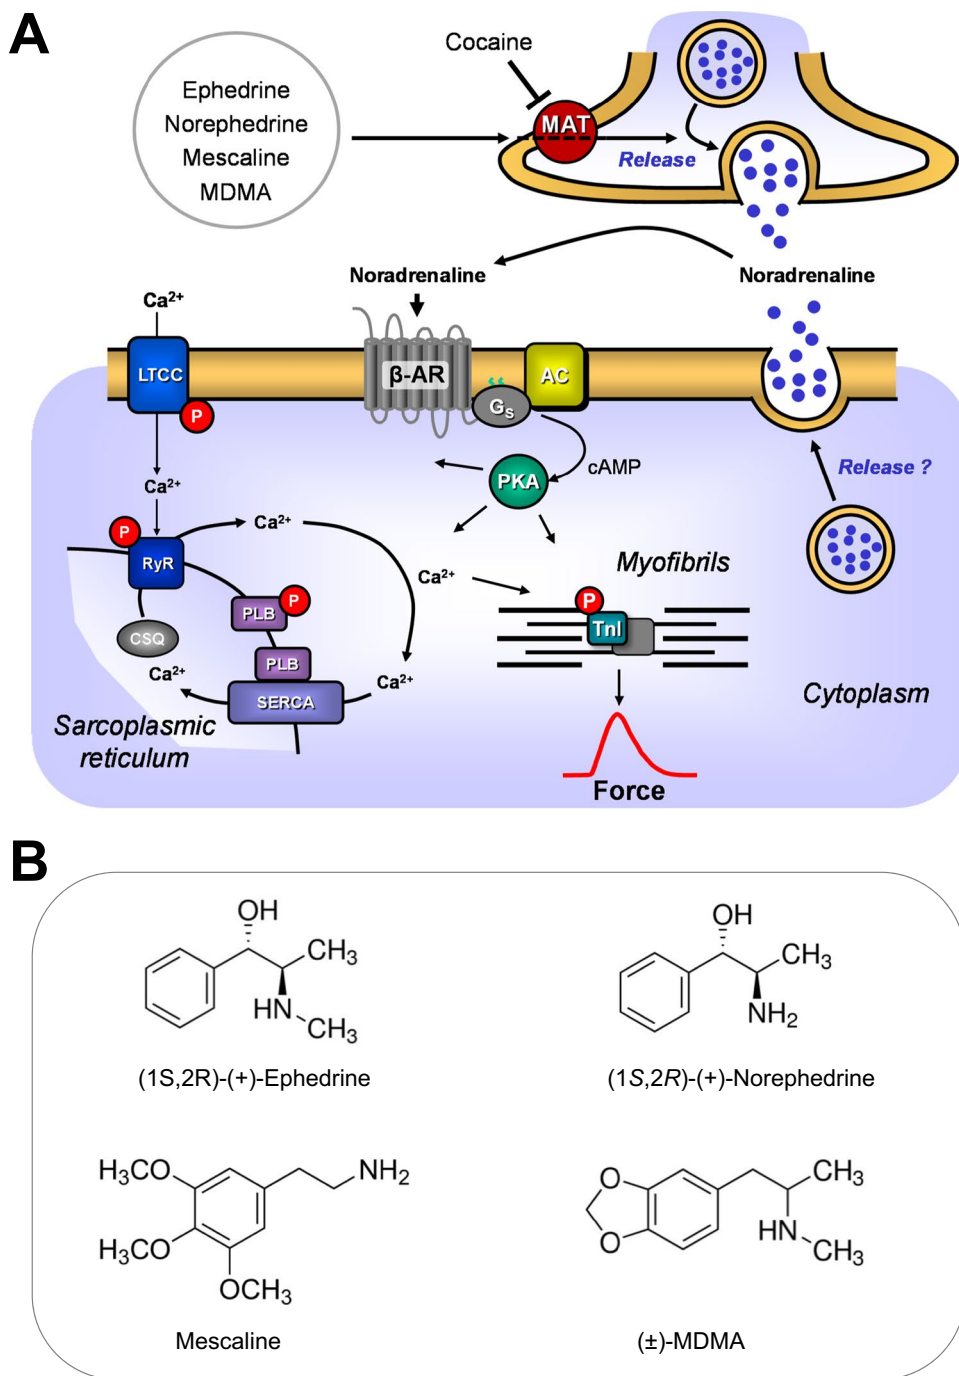 A
Cocaine
Ephedrine
Norephedrine
Mescaline
MDMA
MAT
Release
Noradrenaline
Noradrenaline
Ca²⁺
LTCC
P
β-AR
Gs
AC
cAMP
PKA
Release ?
Ca²⁺
P
RyR
Ca²⁺
Ca²⁺
Myofibrils
PLB
P
P
TnI
CSQ
PLB
Ca²⁺
Ca²⁺
SERCA
Cytoplasm
Sarcoplasmic
reticulum
Force
B
OH
CH₃
HN
CH₃
(1S,2R)-(+)-Ephedrine
OH
CH₃
NH₂
(1S,2R)-(+)-Norephedrine
H₃CO
NH₂
H₃CO
OCH₃
Mescaline
O
O
CH₃
HN
CH₃
(±)-MDMA